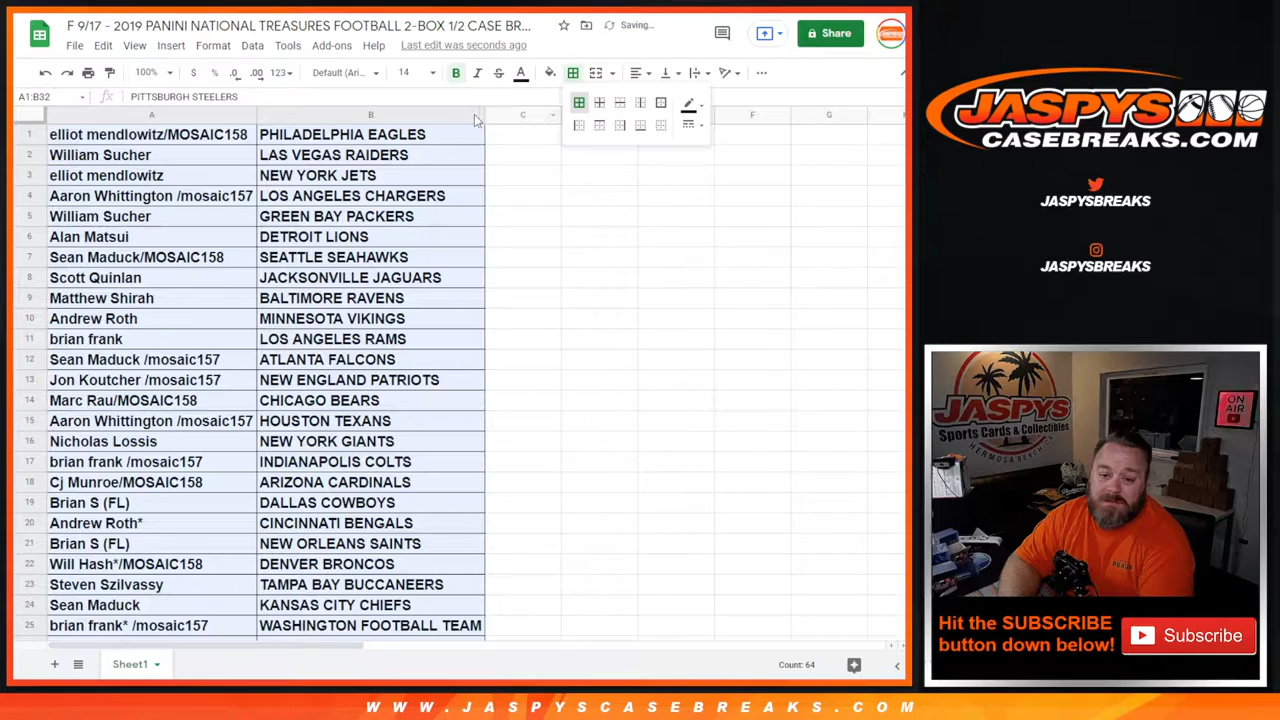 F 9/17 - 2019 PANINI NATIONAL TREASURES FOOTBALL 2-BOX 1/2 CASE BR...
Saving...
File Edit View Insert Format Data Tools Add-ons Help Last edit was seconds ago
Share
100% $ % .0 .00 123 Default (Ari... 14 B I S A
A1:B32 fx PITTSBURGH STEELERS
A B C F G
1 elliot mendlowitz/MOSAIC158 PHILADELPHIA EAGLES
2 William Sucher LAS VEGAS RAIDERS
3 elliot mendlowitz NEW YORK JETS
4 Aaron Whittington /mosaic157 LOS ANGELES CHARGERS
5 William Sucher GREEN BAY PACKERS
6 Alan Matsui DETROIT LIONS
7 Sean Maduck/MOSAIC158 SEATTLE SEAHAWKS
8 Scott Quinlan JACKSONVILLE JAGUARS
9 Matthew Shirah BALTIMORE RAVENS
10 Andrew Roth MINNESOTA VIKINGS
11 brian frank LOS ANGELES RAMS
12 Sean Maduck /mosaic157 ATLANTA FALCONS
13 Jon Koutcher /mosaic157 NEW ENGLAND PATRIOTS
14 Marc Rau/MOSAIC158 CHICAGO BEARS
15 Aaron Whittington /mosaic157 HOUSTON TEXANS
16 Nicholas Lossis NEW YORK GIANTS
17 brian frank /mosaic157 INDIANAPOLIS COLTS
18 Cj Munroe/MOSAIC158 ARIZONA CARDINALS
19 Brian S (FL) DALLAS COWBOYS
20 Andrew Roth* CINCINNATI BENGALS
21 Brian S (FL) NEW ORLEANS SAINTS
22 Will Hash*/MOSAIC158 DENVER BRONCOS
23 Steven Szilvassy TAMPA BAY BUCCANEERS
24 Sean Maduck KANSAS CITY CHIEFS
25 brian frank* /mosaic157 WASHINGTON FOOTBALL TEAM
Sheet1
Count: 64
JASPYS
CASEBREAKS.COM
JASPYSBREAKS
JASPYSBREAKS
JASPYS
Sports Cards & Collectibles
HERMOSA BEACH
ON
AIR
Hit the SUBSCRIBE
button down below!
Subscribe
WWW.JASPYSCASEBREAKS.COM